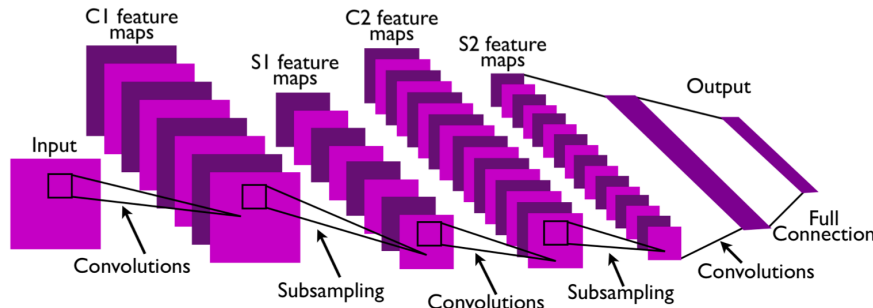 C1 feature
maps
S1 feature
maps
C2 feature
maps
S2 feature
maps
Output
Input
Convolutions
Subsampling
Convolutions
Subsampling
Convolutions
Full
Connection